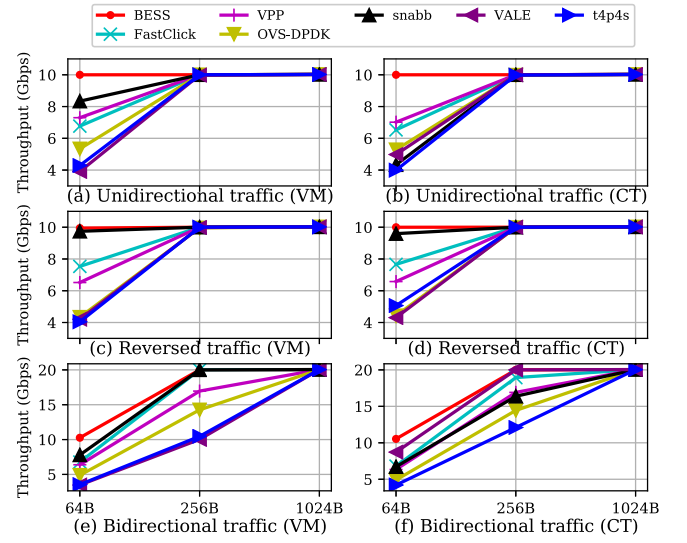 BESS VPP snabb VALE t4p4s
FastClick OVS-DPDK
Throughput (Gbps)
10
8
6
4
(a) Unidirectional traffic (VM)
10
8
6
4
(b) Unidirectional traffic (CT)
Throughput (Gbps)
10
8
6
4
(c) Reversed traffic (VM)
10
8
6
4
(d) Reversed traffic (CT)
Throughput (Gbps)
20
15
10
5
64B 256B 1024B
(e) Bidirectional traffic (VM)
20
15
10
5
64B 256B 1024B
(f) Bidirectional traffic (CT)